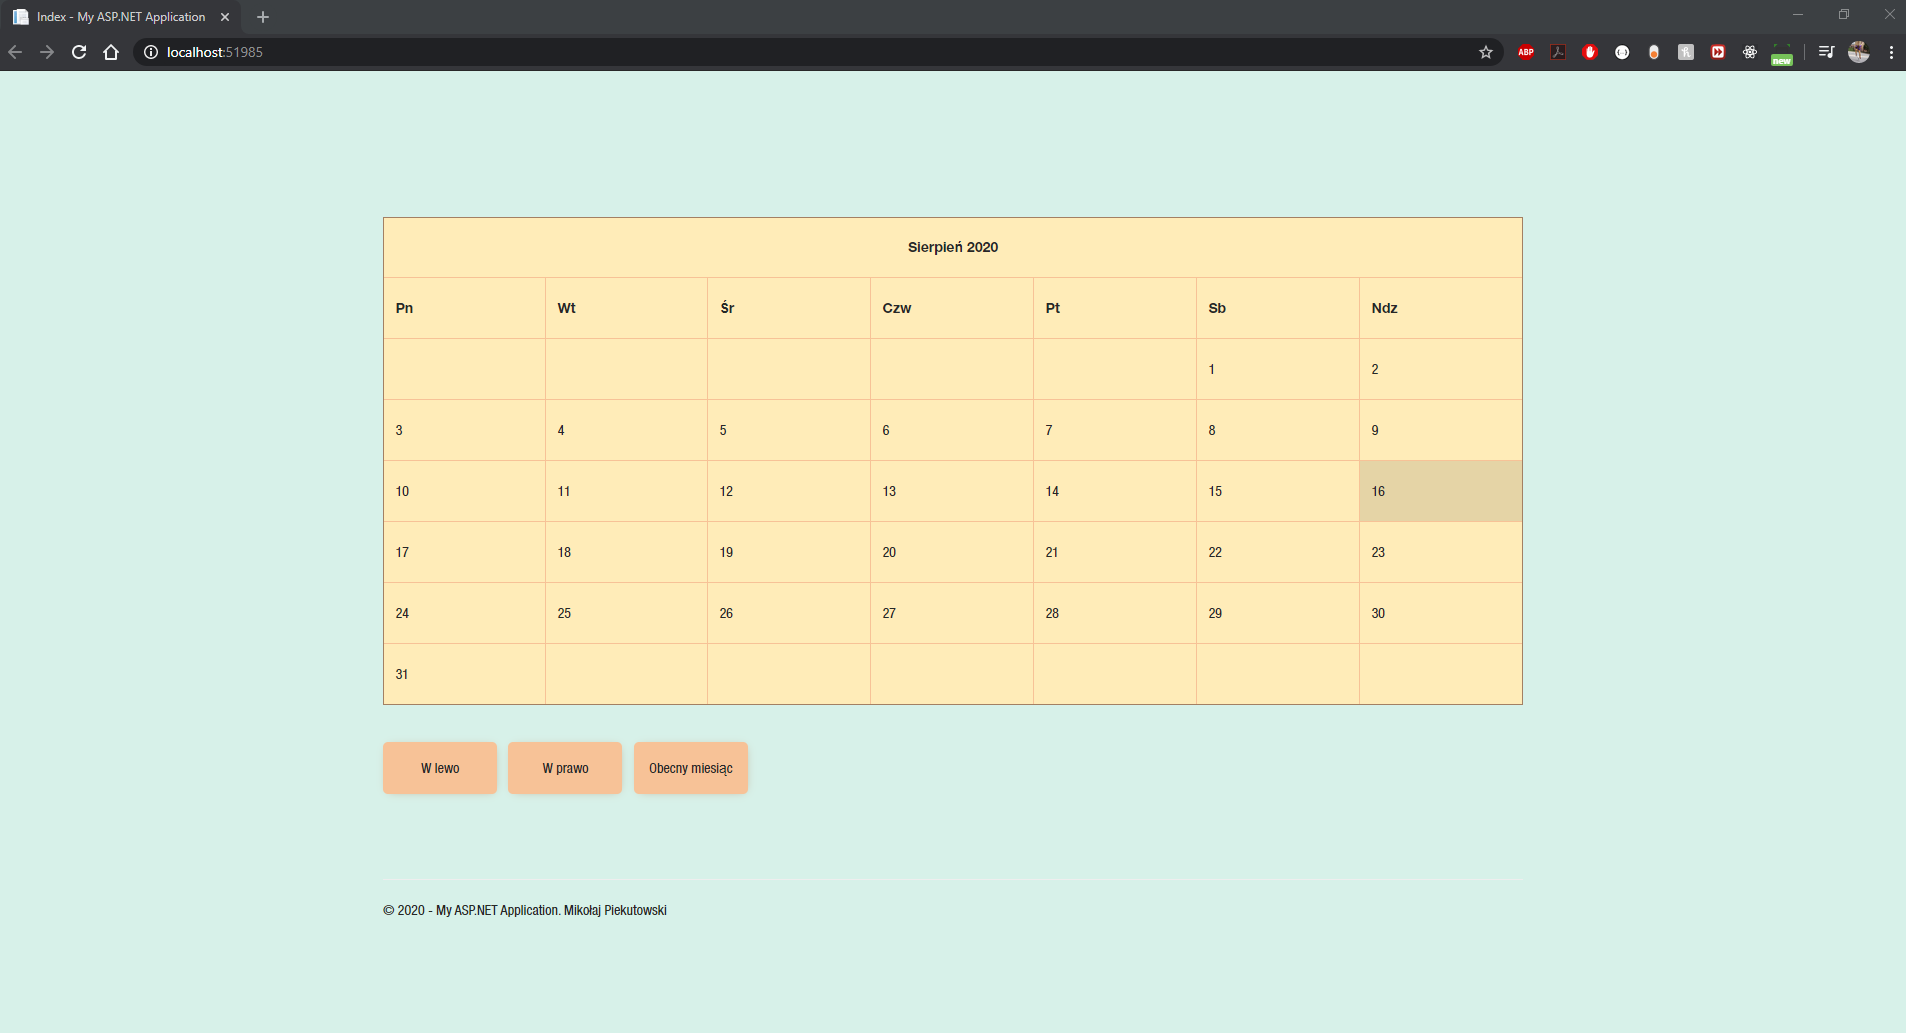 Index - My ASP.NET Application
localhost:51985
ABP
new
Sierpień 2020
Pn Wt Śr Czw Pt Sb Ndz
1 2
3 4 5 6 7 8 9
10 11 12 13 14 15 16
17 18 19 20 21 22 23
24 25 26 27 28 29 30
31
W lewo W prawo Obecny miesiąc
© 2020 - My ASP.NET Application. Mikołaj Piekutowski